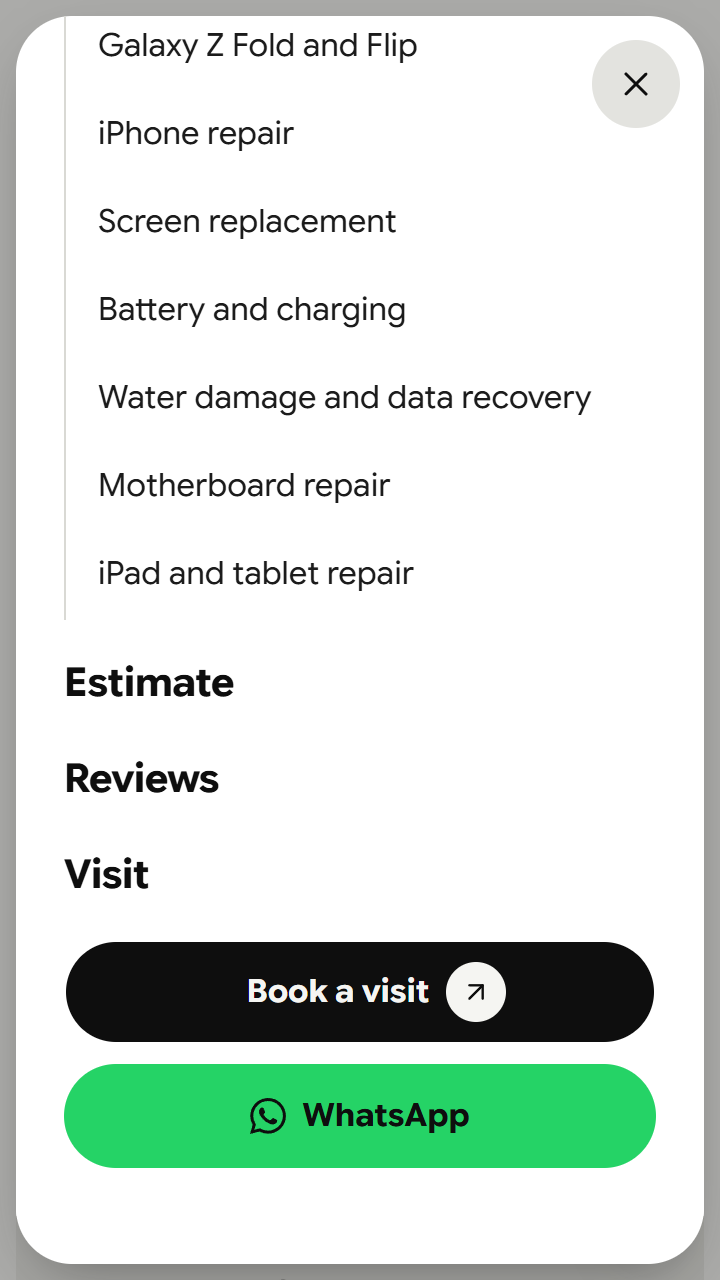 Galaxy Z Fold and Flip
iPhone repair
Screen replacement
Battery and charging
Water damage and data recovery
Motherboard repair
iPad and tablet repair
Estimate
Reviews
Visit
Book a visit
WhatsApp